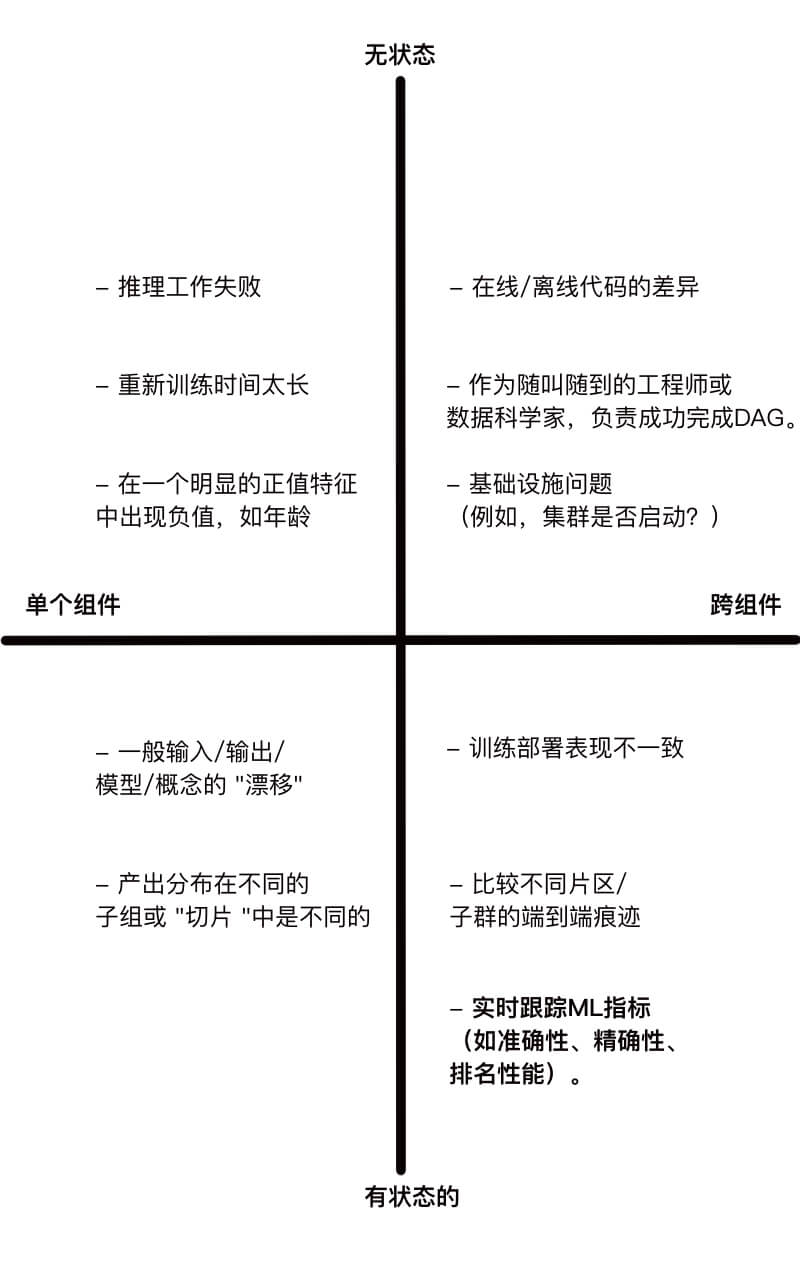 无状态
– 推理工作失败
– 重新训练时间太长
– 在一个明显的正值特征
中出现负值，如年龄
– 在线/离线代码的差异
– 作为随叫随到的工程师或
数据科学家，负责成功完成DAG。
– 基础设施问题
（例如，集群是否启动？）
单个组件
跨组件
– 一般输入/输出/
模型/概念的 "漂移"
– 产出分布在不同的
子组或 "切片 "中是不同的
– 训练部署表现不一致
– 比较不同片区/
子群的端到端痕迹
– 实时跟踪ML指标
（如准确性、精确性、
排名性能）。
有状态的